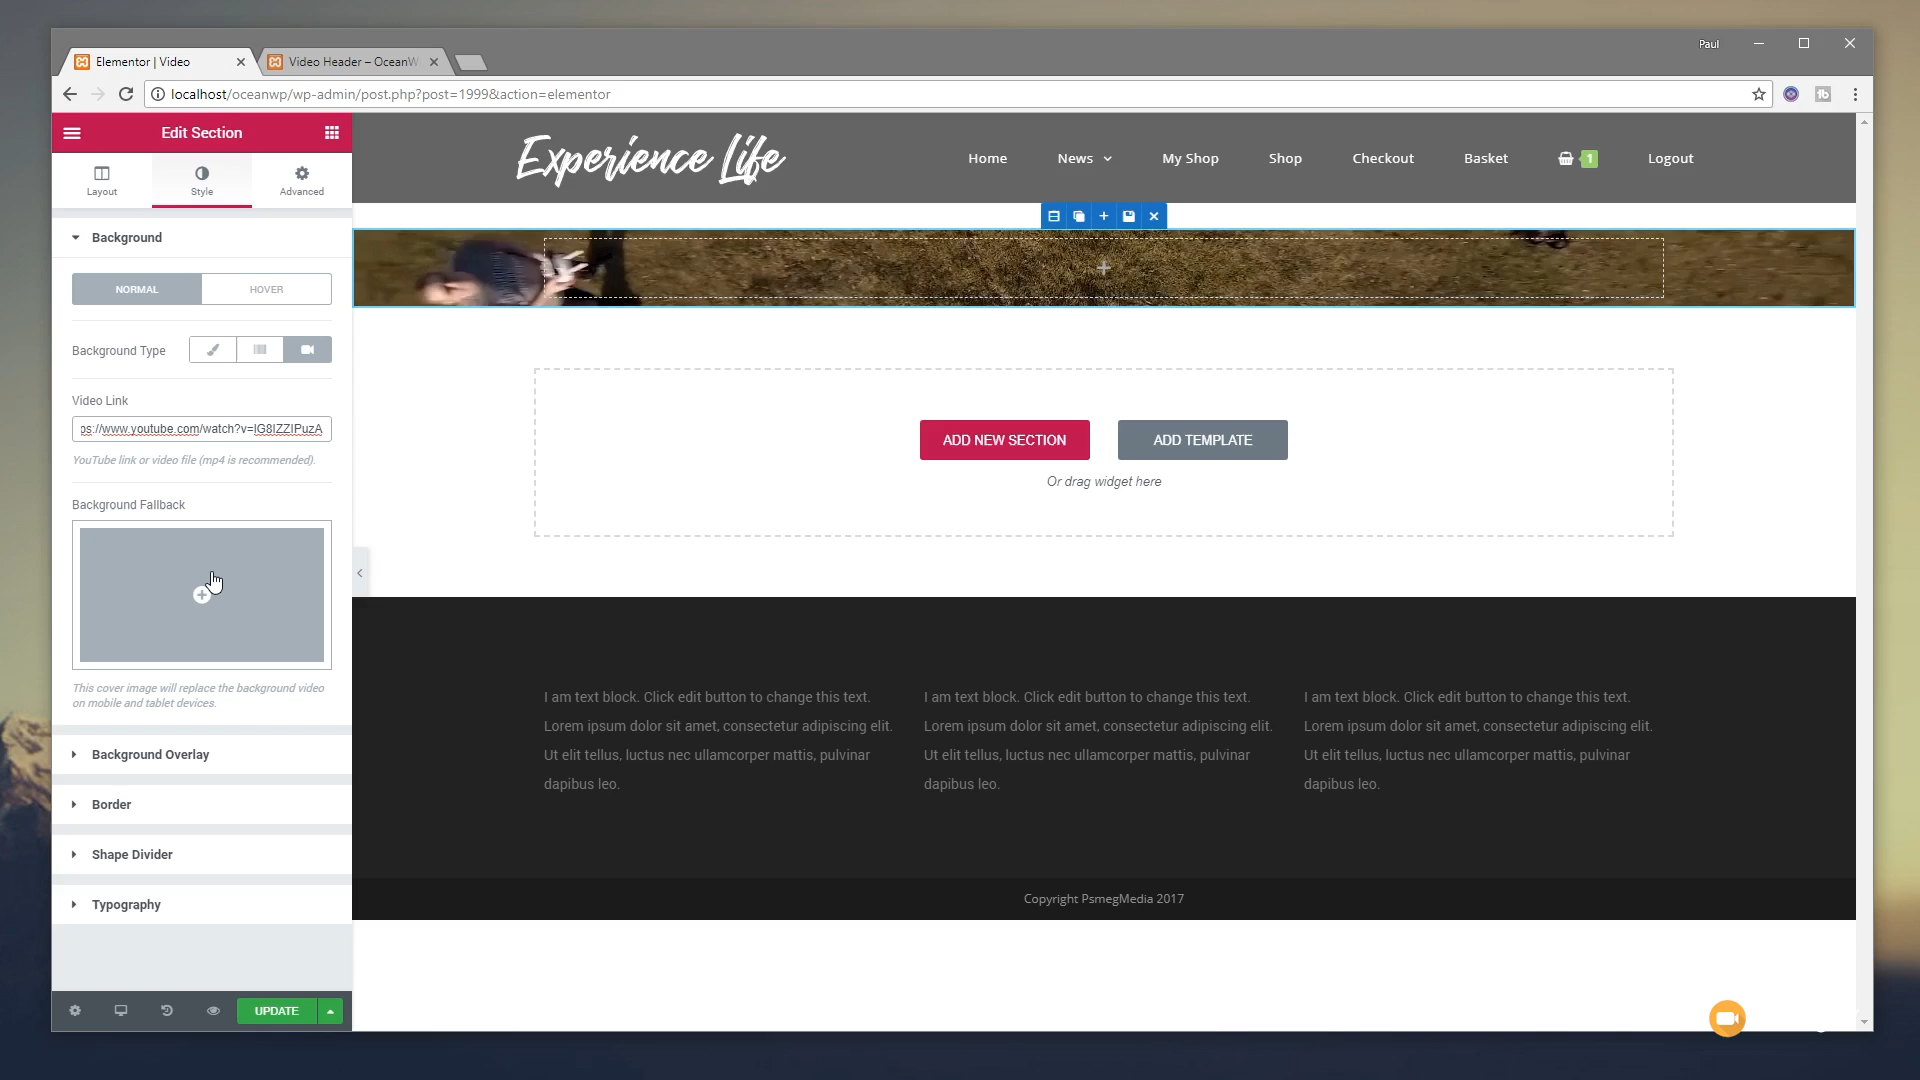 Paul
Elementor | Video
Video Header – OceanW
localhost/oceanwp/wp-admin/post.php?post=1999&action=elementor
Edit Section
Layout
Style
Advanced
Background
NORMAL
HOVER
Background Type
Video Link
ps://www.youtube.com/watch?v=IG8IZZIPuzA
YouTube link or video file (mp4 is recommended).
Background Fallback
This cover image will replace the background video
on mobile and tablet devices.
Background Overlay
Border
Shape Divider
Typography
UPDATE
Experience Life
Home
News
My Shop
Shop
Checkout
Basket
1
Logout
ADD NEW SECTION
ADD TEMPLATE
Or drag widget here
I am text block. Click edit button to change this text.
Lorem ipsum dolor sit amet, consectetur adipiscing elit.
Ut elit tellus, luctus nec ullamcorper mattis, pulvinar
dapibus leo.
I am text block. Click edit button to change this text.
Lorem ipsum dolor sit amet, consectetur adipiscing elit.
Ut elit tellus, luctus nec ullamcorper mattis, pulvinar
dapibus leo.
I am text block. Click edit button to change this text.
Lorem ipsum dolor sit amet, consectetur adipiscing elit.
Ut elit tellus, luctus nec ullamcorper mattis, pulvinar
dapibus leo.
Copyright PsmegMedia 2017